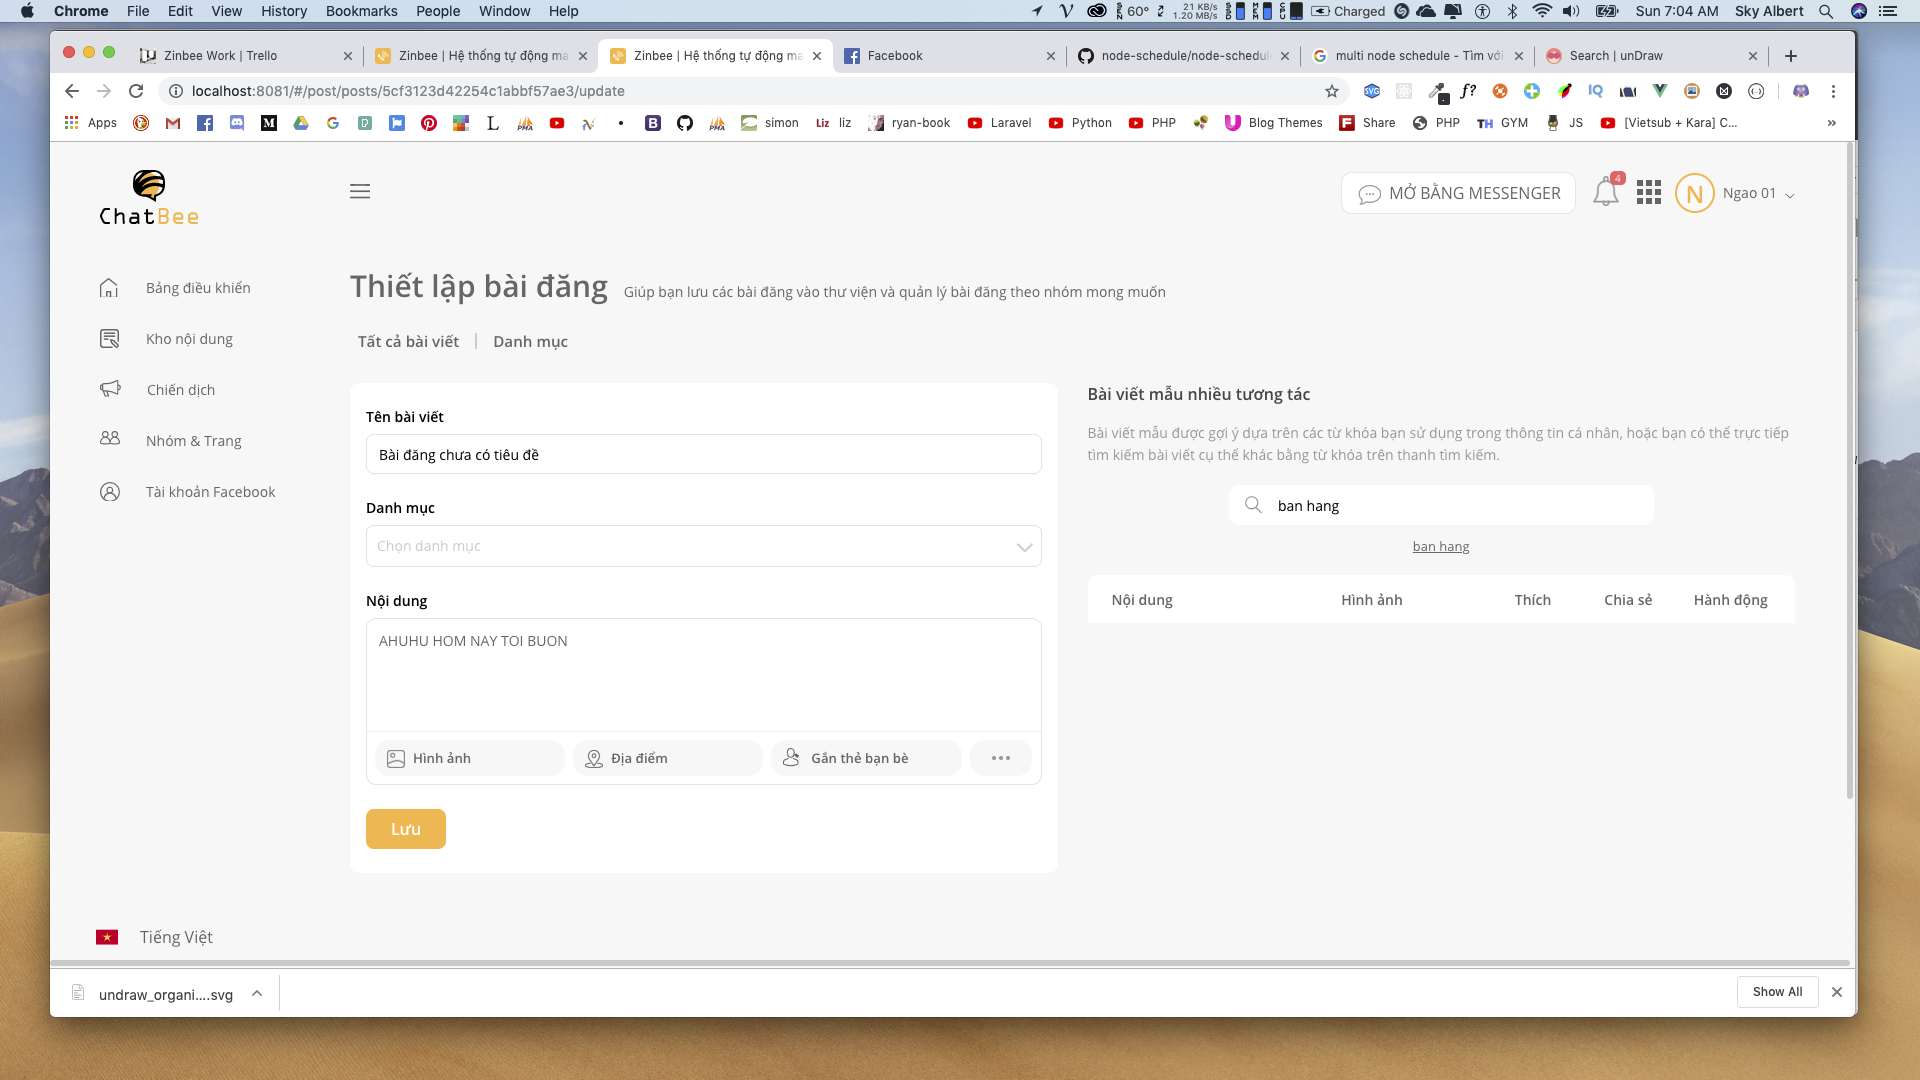 Chrome File Edit View History Bookmarks People Window Help
60° 21 KB/s 1.20 MB/s SSD MEM CPU Charged Sun 7:04 AM Sky Albert
Zinbee Work | Trello
Zinbee | Hệ thống tự động ma
Zinbee | Hệ thống tự động ma
Facebook
node-schedule/node-schedul
multi node schedule - Tìm với
Search | unDraw
localhost:8081/#/post/posts/5cf3123d42254c1abbf57ae3/update
Apps simon Liz liz ryan-book Laravel Python PHP Blog Themes Share PHP TH GYM JS [Vietsub + Kara] C... »
ChatBee
MỞ BẰNG MESSENGER
4
N
Ngao 01
Bảng điều khiển
Kho nội dung
Chiến dịch
Nhóm & Trang
Tài khoản Facebook
Thiết lập bài đăng Giúp bạn lưu các bài đăng vào thư viện và quản lý bài đăng theo nhóm mong muốn
Tất cả bài viết | Danh mục
Tên bài viết
Bài đăng chưa có tiêu đề
Danh mục
Chọn danh mục
Nội dung
AHUHU HOM NAY TOI BUON
Hình ảnh Địa điểm Gắn thẻ bạn bè
Lưu
Bài viết mẫu nhiều tương tác
Bài viết mẫu được gợi ý dựa trên các từ khóa bạn sử dụng trong thông tin cá nhân, hoặc bạn có thể trực tiếp
tìm kiếm bài viết cụ thể khác bằng từ khóa trên thanh tìm kiếm.
ban hang
ban hang
Nội dung Hình ảnh Thích Chia sẻ Hành động
Tiếng Việt
undraw_organi....svg
Show All